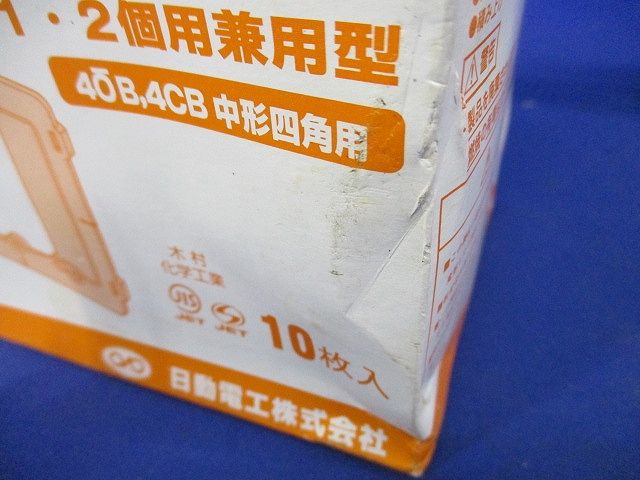 1・2個用兼用型
4OB,4CB 中形四角用
木村
化学工業
JIS
JET
JET
10枚入
日動電工株式会社
警告